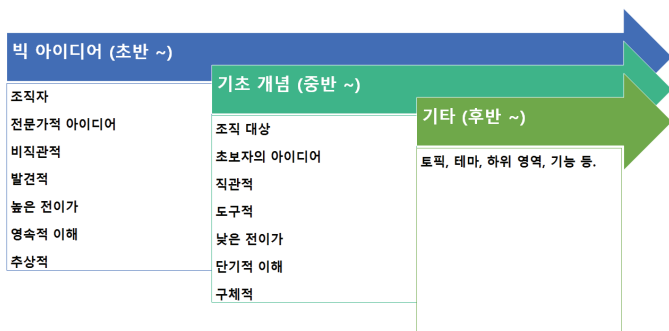 빅 아이디어 (초반 ~)
조직자
전문가적 아이디어
비직관적
발견적
높은 전이가
영속적 이해
추상적
기초 개념 (중반 ~)
조직 대상
초보자의 아이디어
직관적
도구적
낮은 전이가
단기적 이해
구체적
기타 (후반 ~)
토픽, 테마, 하위 영역, 기능 등.